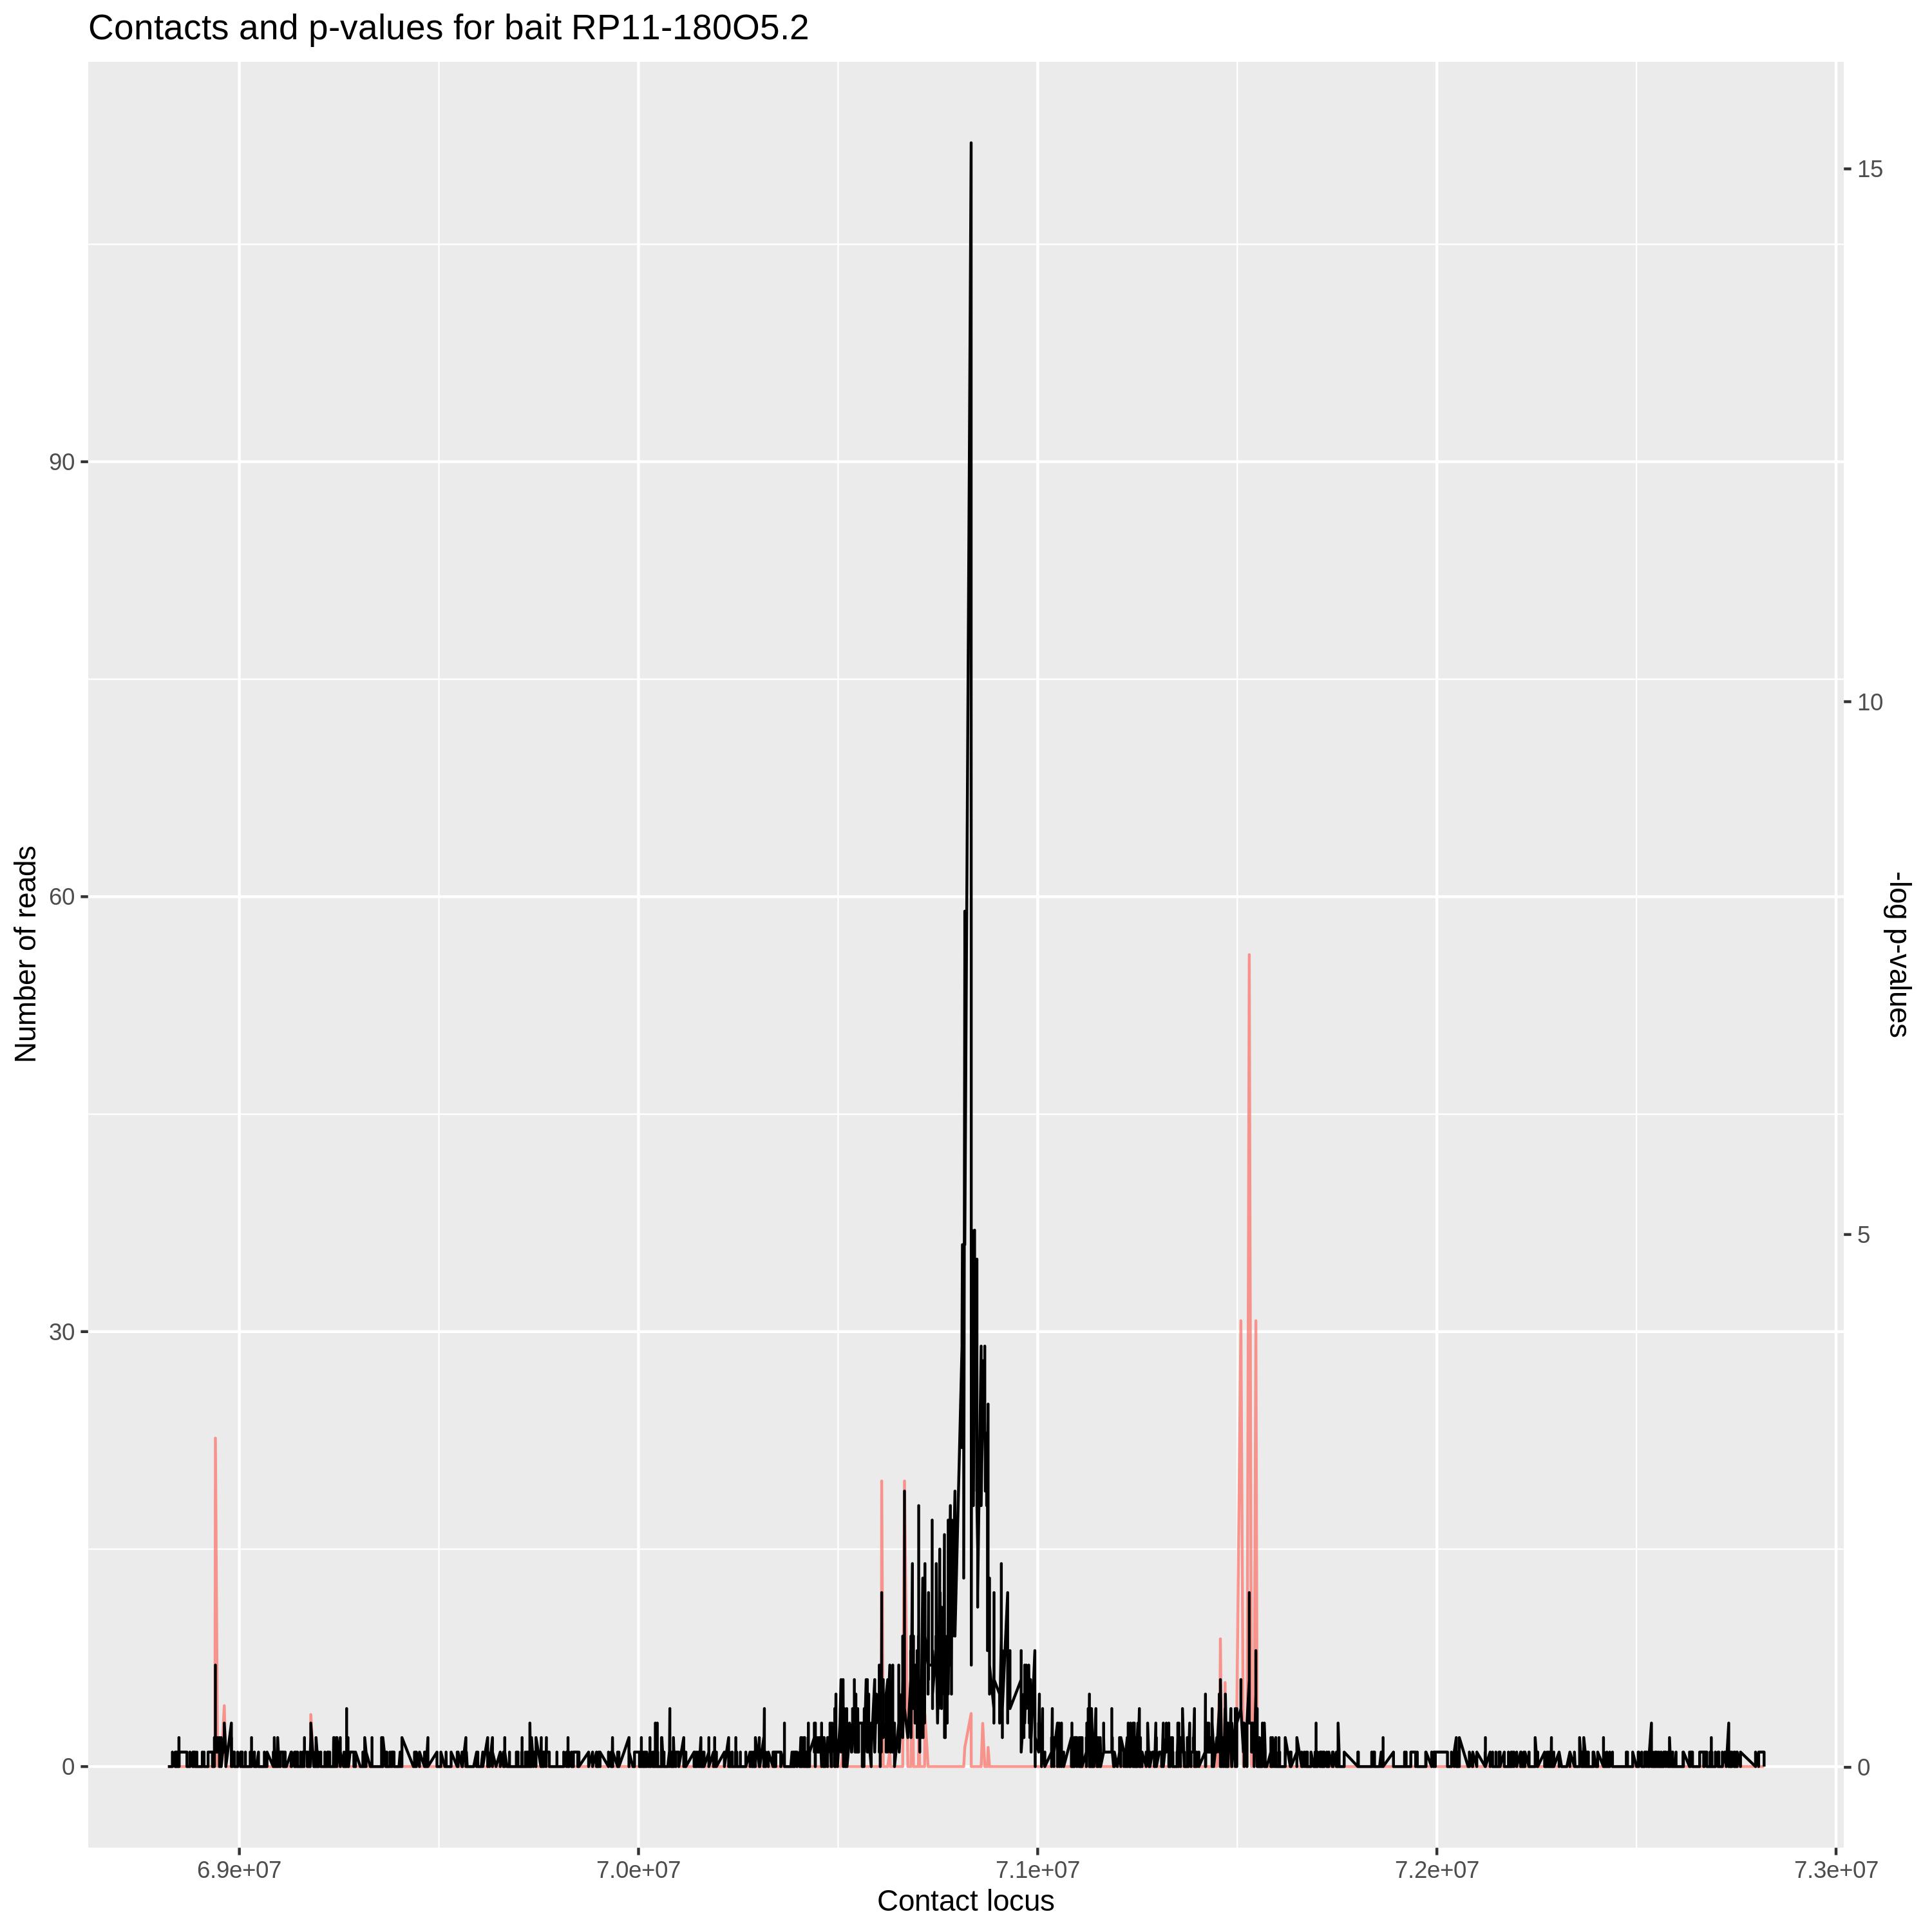 Contacts and p-values for bait RP11-180O5.2
15
90
10
60
Number of reads
-log p-values
5
30
0
0
6.9e+07
7.0e+07
7.1e+07
7.2e+07
7.3e+07
Contact locus